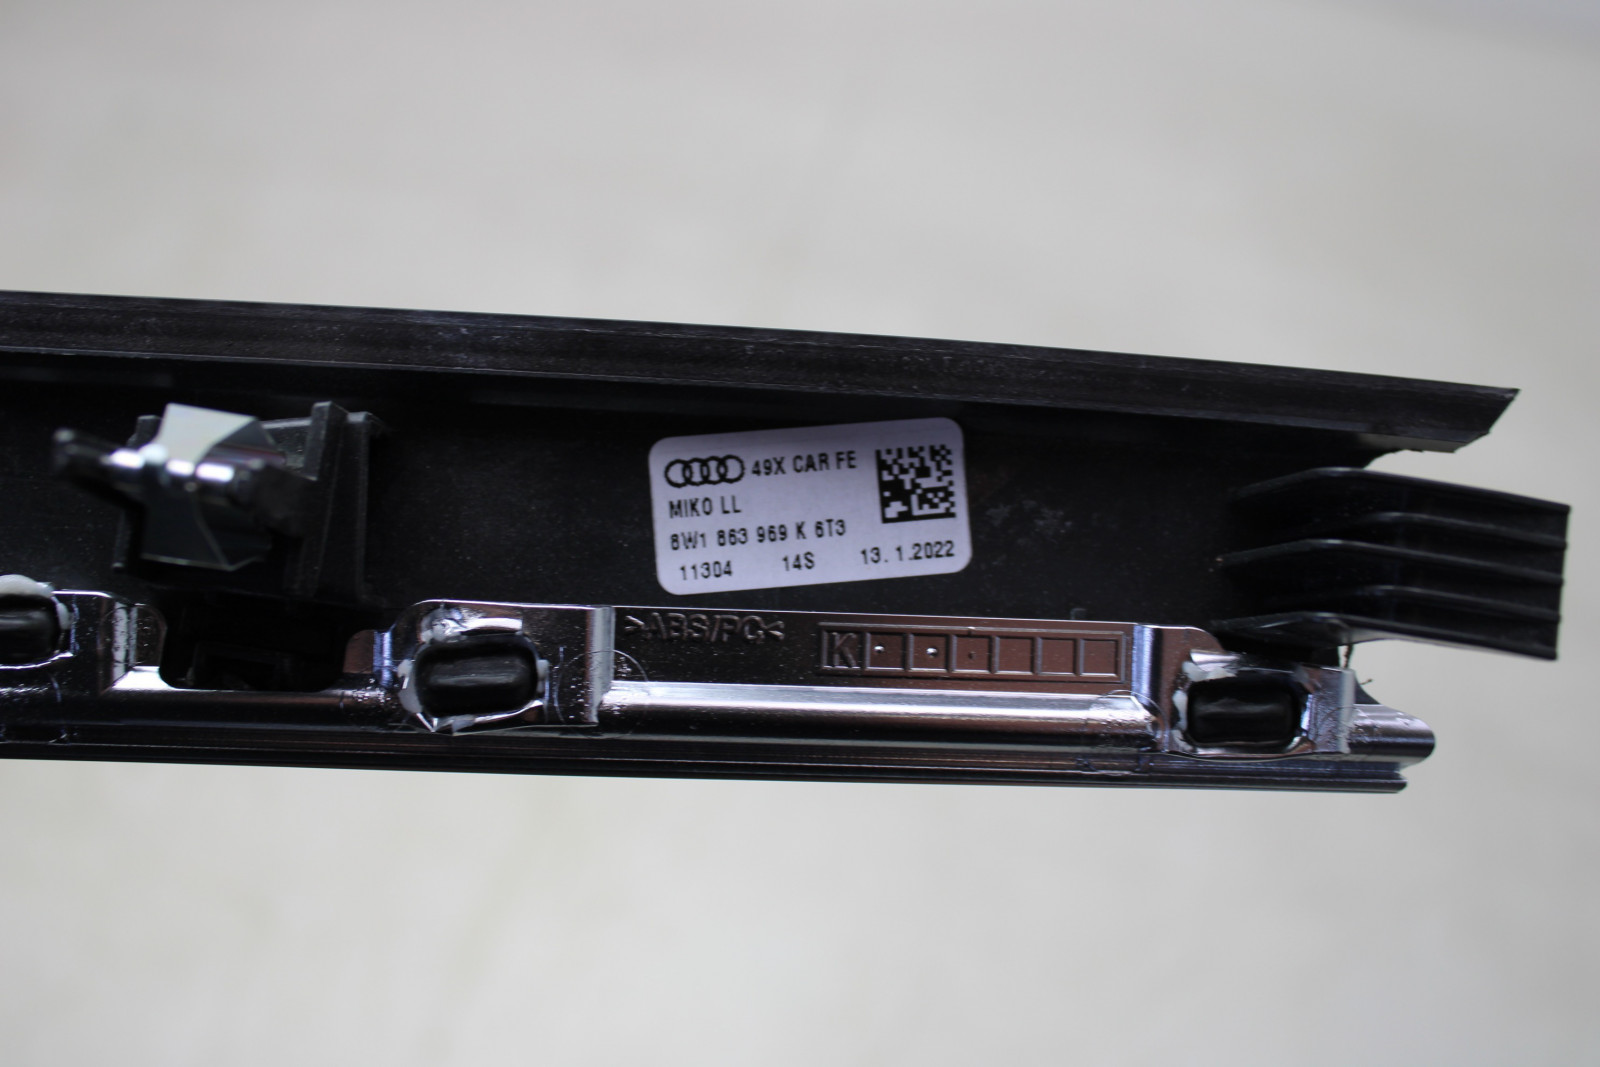 49X CAR FE
MIKO LL
8W1 863 969 K 6T3
11304 14S 13.1.2022
>ABS/PC<
K